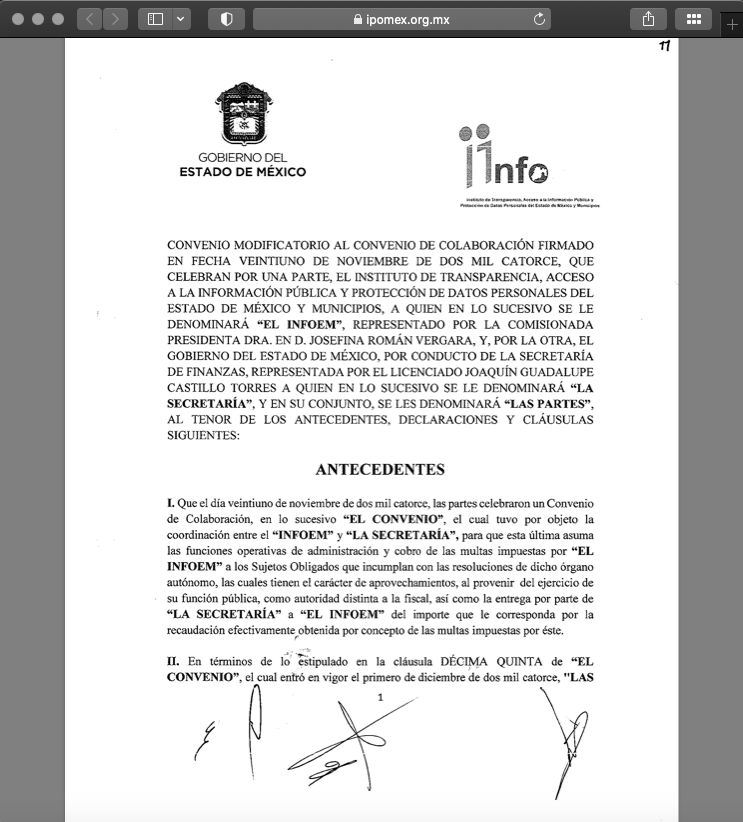 ipomex.org.mx
GOBIERNO DEL
ESTADO DE MÉXICO
iinfo
Instituto de Transparencia, Acceso a la Información Pública y
Protección de Datos Personales del Estado de México y Municipios
CONVENIO MODIFICATORIO AL CONVENIO DE COLABORACIÓN FIRMADO
EN FECHA VEINTIUNO DE NOVIEMBRE DE DOS MIL CATORCE, QUE
CELEBRAN POR UNA PARTE, EL INSTITUTO DE TRANSPARENCIA, ACCESO
A LA INFORMACIÓN PÚBLICA Y PROTECCIÓN DE DATOS PERSONALES DEL
ESTADO DE MÉXICO Y MUNICIPIOS, A QUIEN EN LO SUCESIVO SE LE
DENOMINARÁ “EL INFOEM”, REPRESENTADO POR LA COMISIONADA
PRESIDENTA DRA. EN D. JOSEFINA ROMÁN VERGARA, Y, POR LA OTRA, EL
GOBIERNO DEL ESTADO DE MÉXICO, POR CONDUCTO DE LA SECRETARÍA
DE FINANZAS, REPRESENTADA POR EL LICENCIADO JOAQUÍN GUADALUPE
CASTILLO TORRES A QUIEN EN LO SUCESIVO SE LE DENOMINARÁ “LA
SECRETARÍA”, Y EN SU CONJUNTO, SE LES DENOMINARÁ “LAS PARTES”,
AL TENOR DE LOS ANTECEDENTES, DECLARACIONES Y CLÁUSULAS
SIGUIENTES:
ANTECEDENTES
I. Que el día veintiuno de noviembre de dos mil catorce, las partes celebraron un Convenio
de Colaboración, en lo sucesivo “EL CONVENIO”, el cual tuvo por objeto la
coordinación entre el “INFOEM” y “LA SECRETARÍA”, para que esta última asuma
las funciones operativas de administración y cobro de las multas impuestas por “EL
INFOEM” a los Sujetos Obligados que incumplan con las resoluciones de dicho órgano
autónomo, las cuales tienen el carácter de aprovechamientos, al provenir del ejercicio de
su función pública, como autoridad distinta a la fiscal, así como la entrega por parte de
“LA SECRETARÍA” a “EL INFOEM” del importe que le corresponda por la
recaudación efectivamente obtenida por concepto de las multas impuestas por éste.
II. En términos de lo estipulado en la cláusula DÉCIMA QUINTA de “EL
CONVENIO”, el cual entró en vigor el primero de diciembre de dos mil catorce, "LAS
1